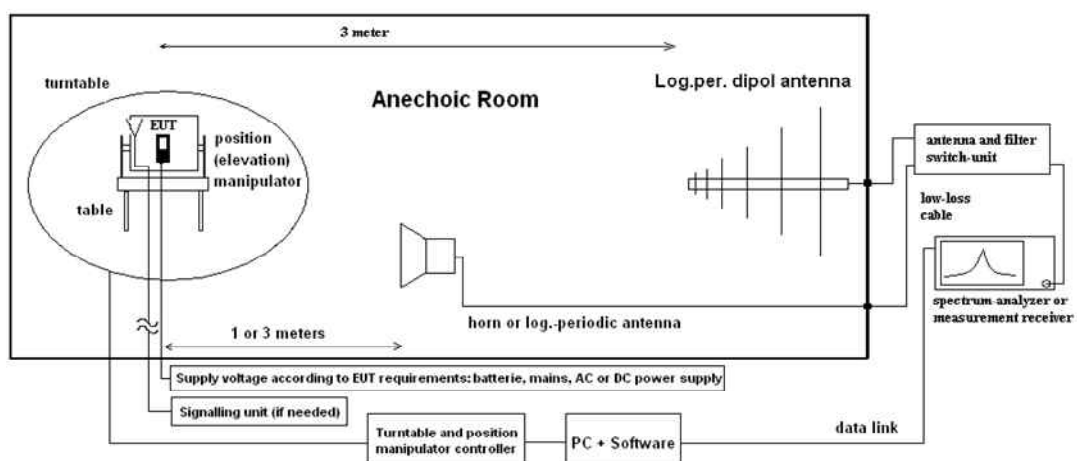 3 meter
turntable
Log.per. dipol antenna
Anechoic Room
EUT
position
(elevation)
manipulator
antenna and filter
switch-unit
table
low-loss
cable
spectrum-analyzer or
measurement receiver
horn or log.-periodic antenna
1 or 3 meters
Supply voltage according to EUT requirements: batterie, mains, AC or DC power supply
Signalling unit (if needed)
Turntable and position
manipulator controller
PC + Software
data link